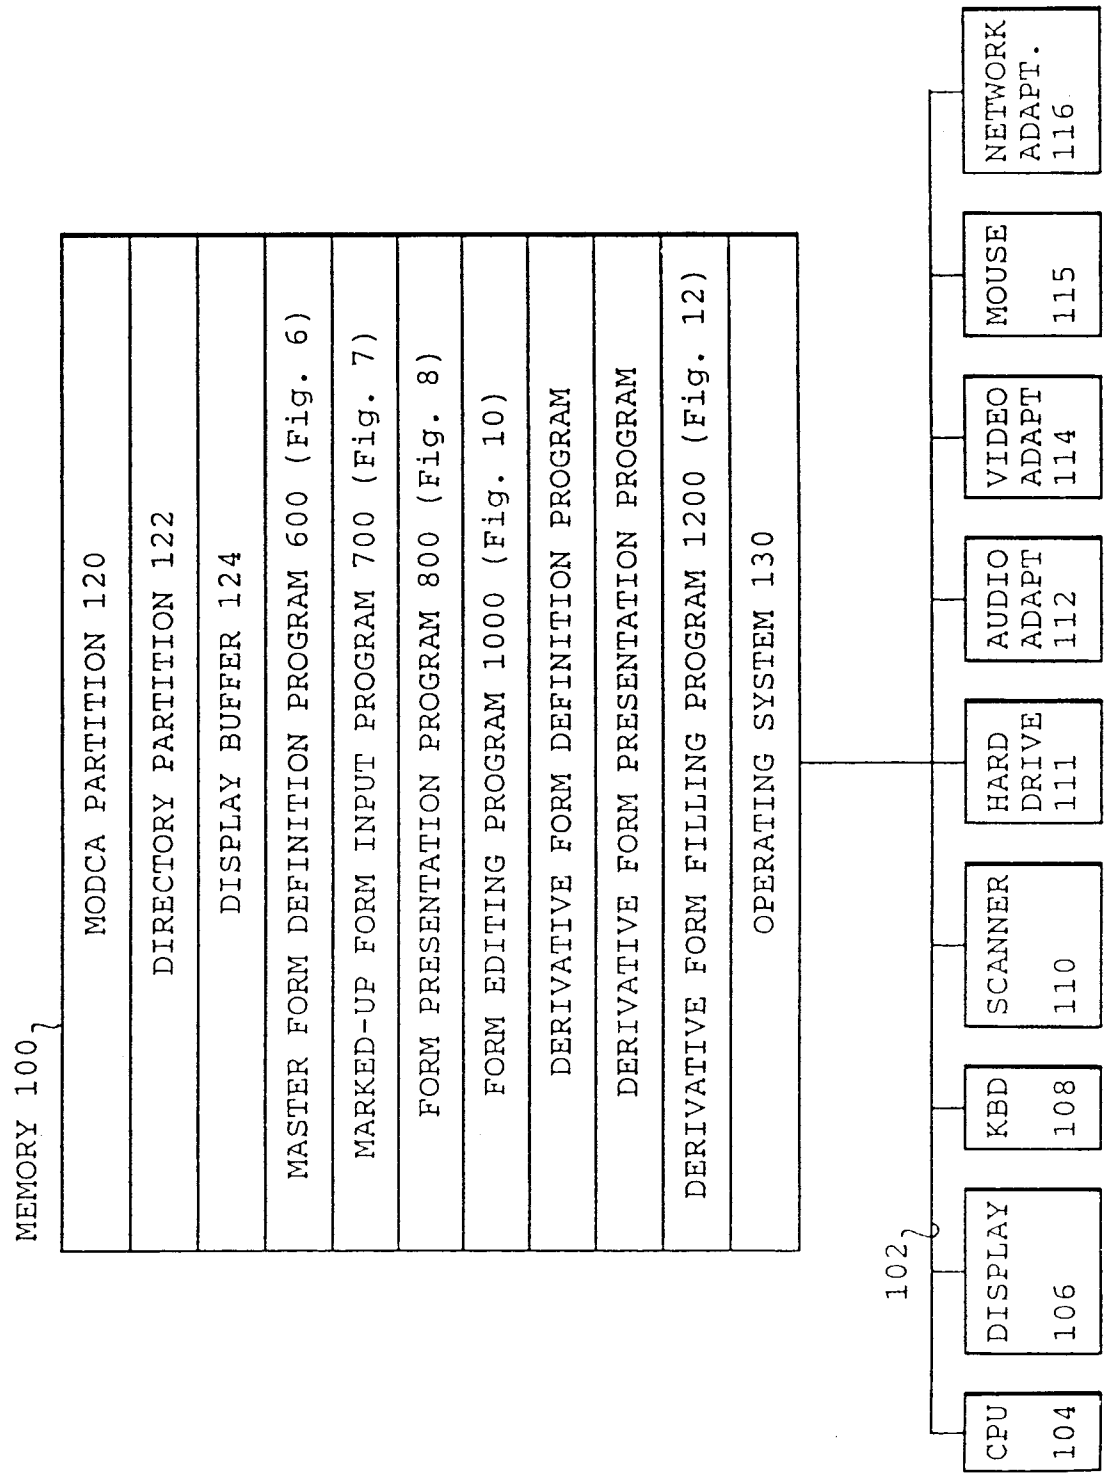 MEMORY 100
MODCA PARTITION 120
DIRECTORY PARTITION 122
DISPLAY BUFFER 124
MASTER FORM DEFINITION PROGRAM 600 (Fig. 6)
MARKED-UP FORM INPUT PROGRAM 700 (Fig. 7)
FORM PRESENTATION PROGRAM 800 (Fig. 8)
FORM EDITING PROGRAM 1000 (Fig. 10)
DERIVATIVE FORM DEFINITION PROGRAM
DERIVATIVE FORM PRESENTATION PROGRAM
DERIVATIVE FORM FILLING PROGRAM 1200 (Fig. 12)
OPERATING SYSTEM 130
102
CPU
104
DISPLAY
106
KBD
108
SCANNER
110
HARD
DRIVE
111
AUDIO
ADAPT
112
VIDEO
ADAPT
114
MOUSE
115
NETWORK
ADAPT.
116